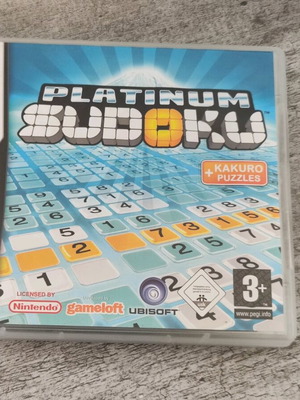 PLATINUM
SUDOKU
+ KAKURO
PUZZLES
LICENSED BY
Nintendo
gameloft
UBISOFT
3+
www.pegi.info